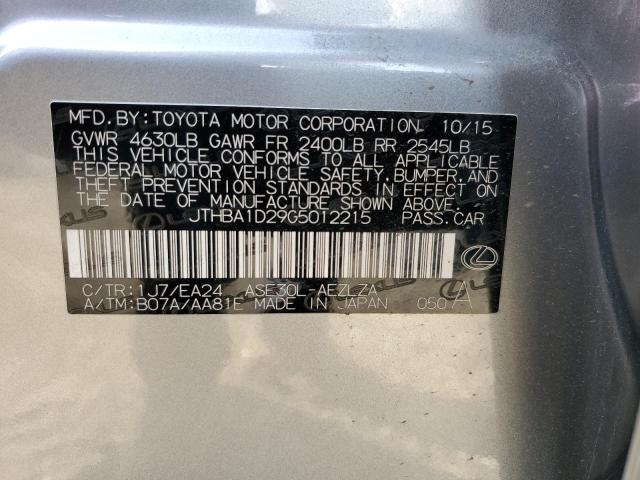 MFD. BY: TOYOTA MOTOR CORPORATION 10/15
GVWR 4630LB GAWR FR 2400LB RR 2545LB
THIS VEHICLE CONFORMS TO ALL APPLICABLE
FEDERAL MOTOR VEHICLE SAFETY, BUMPER, AND
THEFT PREVENTION STANDARDS IN EFFECT ON
THE DATE OF MANUFACTURE SHOWN ABOVE.
JTHBA1D29G5012215 PASS. CAR
C/TR: 1J7/EA24 ASE30L-AEZLZA
A/TM: B07A/AA81E MADE IN JAPAN 050 A